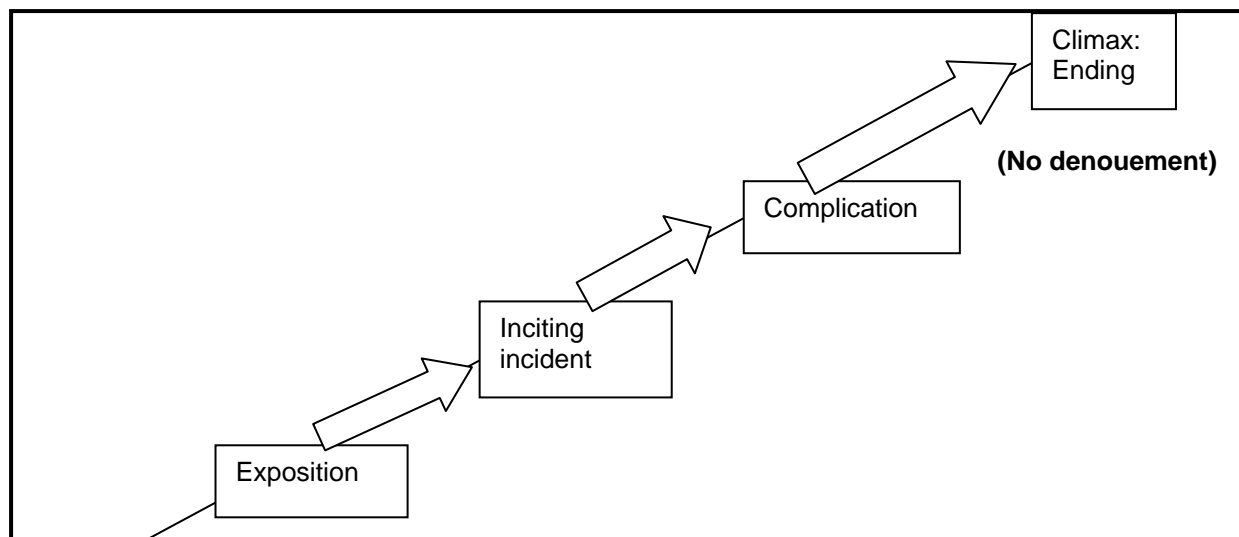 Climax:
Ending
(No denouement)
Complication
Inciting
incident
Exposition